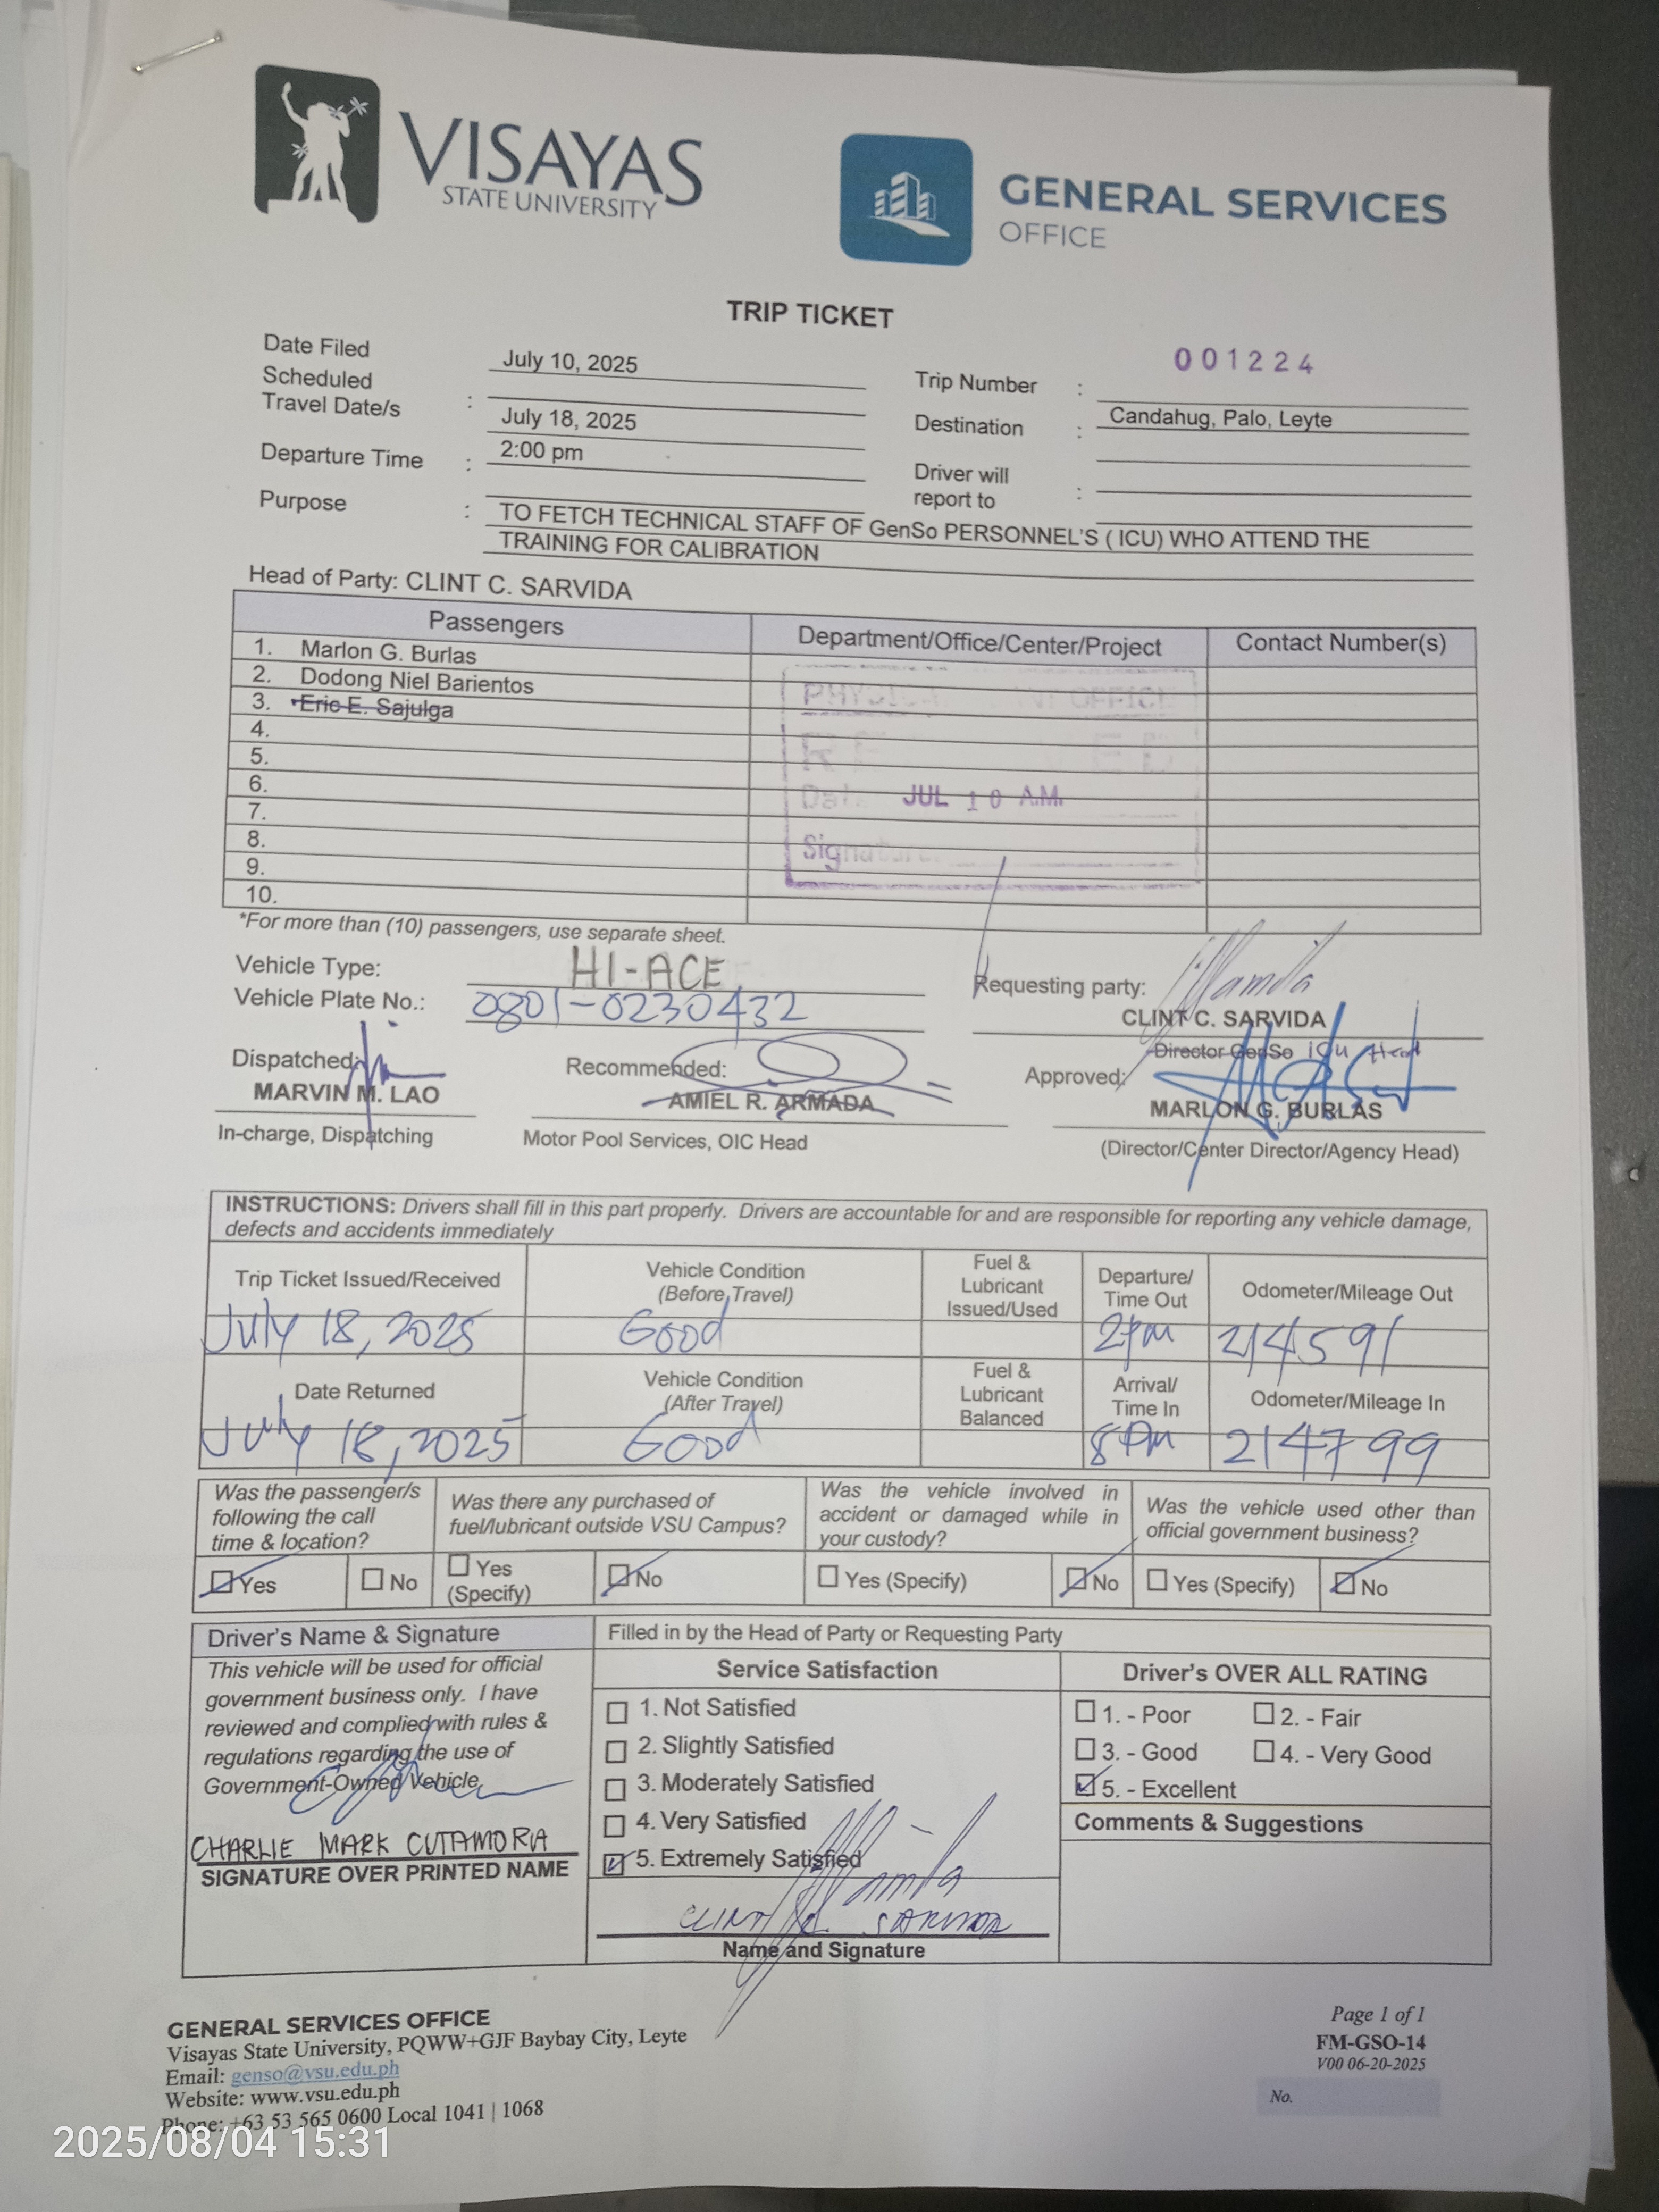 VISAYAS
STATE UNIVERSITY
GENERAL SERVICES
OFFICE
TRIP TICKET
Date Filed July 10, 2025
001224
Trip Number :
Scheduled
Travel Date/s : July 18, 2025
Destination : Candahug, Palo, Leyte
Departure Time : 2:00 pm
Driver will
report to :
Purpose : TO FETCH TECHNICAL STAFF OF GenSo PERSONNEL'S ( ICU) WHO ATTEND THE
TRAINING FOR CALIBRATION
Head of Party: CLINT C. SARVIDA
Passengers Department/Office/Center/Project Contact Number(s)
1. Marlon G. Burlas
2. Dodong Niel Barientos
3. Eric E. Sajulga
4.
5.
6.
7.
8.
9.
10.
OFFICE
JUL 10 A.M.
Signature
*For more than (10) passengers, use separate sheet.
Vehicle Type: HI-ACE
Vehicle Plate No.: 0801-0230432
Requesting party:
CLINT C. SARVIDA
Director GenSo ICU Head
Dispatched:
MARVIN M. LAO
In-charge, Dispatching
Recommended:
AMIEL R. ARMADA
Motor Pool Services, OIC Head
Approved:
MARLON G. BURLAS
(Director/Center Director/Agency Head)
INSTRUCTIONS: Drivers shall fill in this part properly. Drivers are accountable for and are responsible for reporting any vehicle damage,
defects and accidents immediately
Trip Ticket Issued/Received
Vehicle Condition
(Before Travel)
Fuel &
Lubricant
Issued/Used
Departure/
Time Out
Odometer/Mileage Out
July 18, 2025 Good 2pm 214591
Date Returned
Vehicle Condition
(After Travel)
Fuel &
Lubricant
Balanced
Arrival/
Time In
Odometer/Mileage In
July 18, 2025 Good 8pm 214799
Was the passenger/s
following the call
time & location?
Was there any purchased of
fuel/lubricant outside VSU Campus?
Was the vehicle involved in
accident or damaged while in
your custody?
Was the vehicle used other than
official government business?
Yes No
Yes
(Specify)
No
Yes (Specify) No
Yes (Specify) No
Driver's Name & Signature
This vehicle will be used for official
government business only. I have
reviewed and complied with rules &
regulations regarding the use of
Government-Owned Vehicle.
CHARLIE MARK CUTAMORA
SIGNATURE OVER PRINTED NAME
Filled in by the Head of Party or Requesting Party
Service Satisfaction
1. Not Satisfied
2. Slightly Satisfied
3. Moderately Satisfied
4. Very Satisfied
5. Extremely Satisfied
CLINT C. SARVIDA
Name and Signature
Driver's OVER ALL RATING
1. - Poor 2. - Fair
3. - Good 4. - Very Good
5. - Excellent
Comments & Suggestions
GENERAL SERVICES OFFICE
Visayas State University, PQWW+GJF Baybay City, Leyte
Email: genso@vsu.edu.ph
Website: www.vsu.edu.ph
Phone: +63 53 565 0600 Local 1041 | 1068
Page 1 of 1
FM-GSO-14
V00 06-20-2025
No.
2025/08/04 15:31